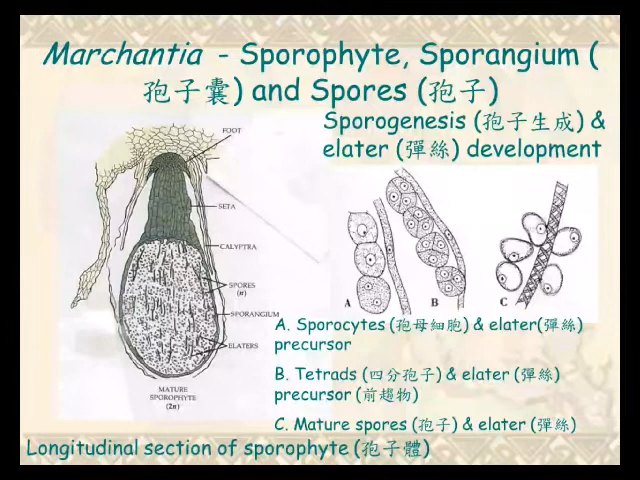 Marchantia - Sporophyte, Sporangium (
孢子囊) and Spores (孢子)
Sporogenesis (孢子生成) &
elater (彈絲) development
FOOT
SETA
CALYPTRA
SPORES
(n)
SPORANGIUM
ELATERS
MATURE
SPOROPHYTE
(2n)
A
B
C
A. Sporocytes (孢母細胞) & elater(彈絲)
precursor
B. Tetrads (四分孢子) & elater (彈絲)
precursor (前趨物)
C. Mature spores (孢子) & elater (彈絲)
Longitudinal section of sporophyte (孢子體)